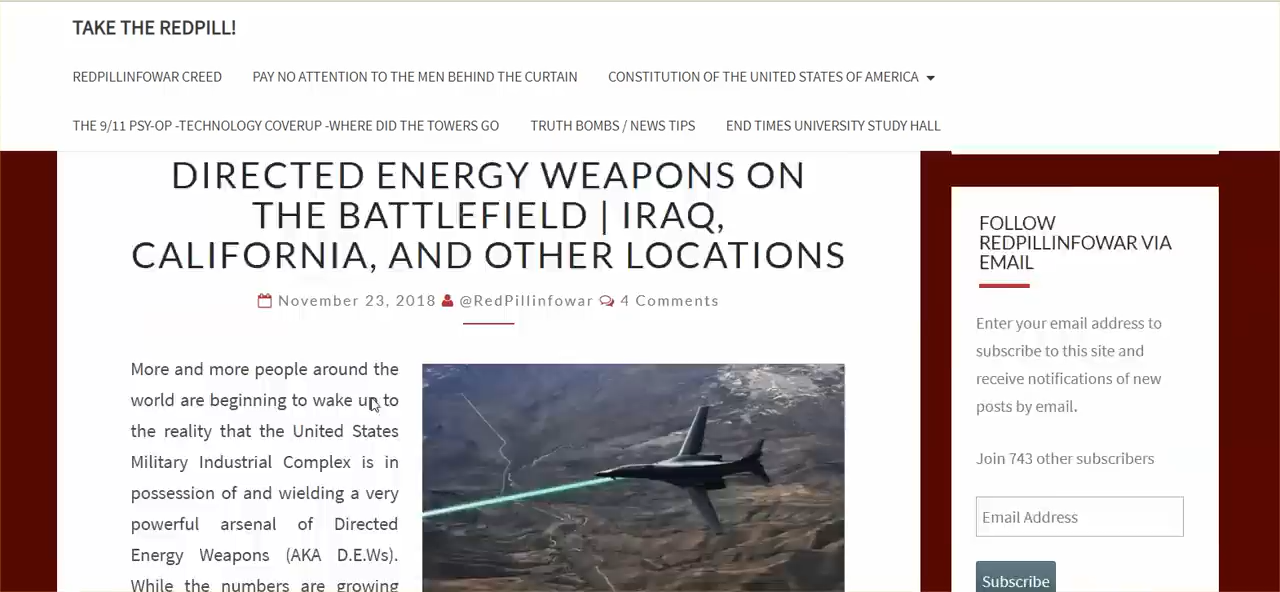 TAKE THE REDPILL!
REDPILLINFOWAR CREED PAY NO ATTENTION TO THE MEN BEHIND THE CURTAIN CONSTITUTION OF THE UNITED STATES OF AMERICA
THE 9/11 PSY-OP -TECHNOLOGY COVERUP -WHERE DID THE TOWERS GO TRUTH BOMBS / NEWS TIPS END TIMES UNIVERSITY STUDY HALL
DIRECTED ENERGY WEAPONS ON
THE BATTLEFIELD | IRAQ,
CALIFORNIA, AND OTHER LOCATIONS
November 23, 2018 @RedPillinfowar 4 Comments
More and more people around the
world are beginning to wake up to
the reality that the United States
Military Industrial Complex is in
possession of and wielding a very
powerful arsenal of Directed
Energy Weapons (AKA D.E.Ws).
While the numbers are growing
FOLLOW
REDPILLINFOWAR VIA
EMAIL
Enter your email address to
subscribe to this site and
receive notifications of new
posts by email.
Join 743 other subscribers
Email Address
Subscribe